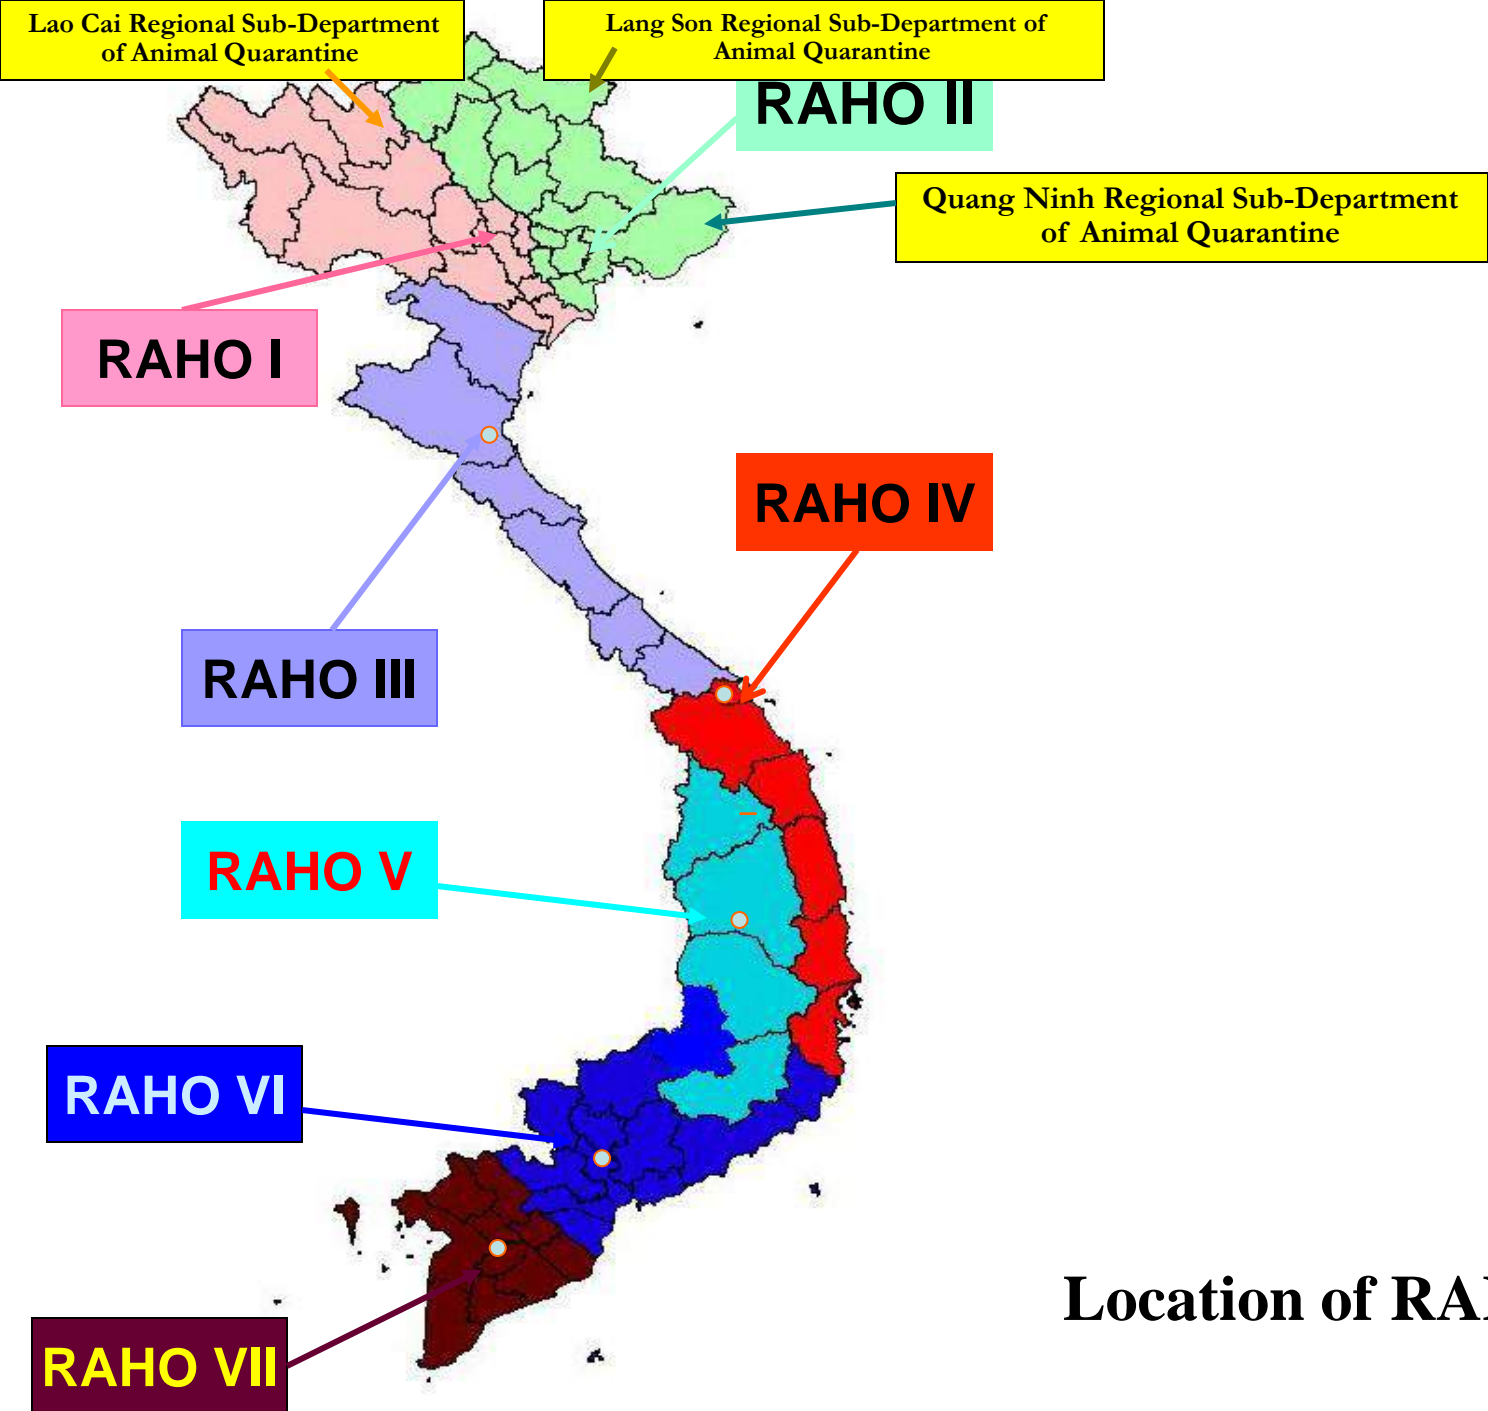 Lao Cai Regional Sub-Department
of Animal Quarantine
Lang Son Regional Sub-Department of
Animal Quarantine
RAHO II
Quang Ninh Regional Sub-Department
of Animal Quarantine
RAHO I
RAHO IV
RAHO III
RAHO V
RAHO VI
Location of
RAHO VII